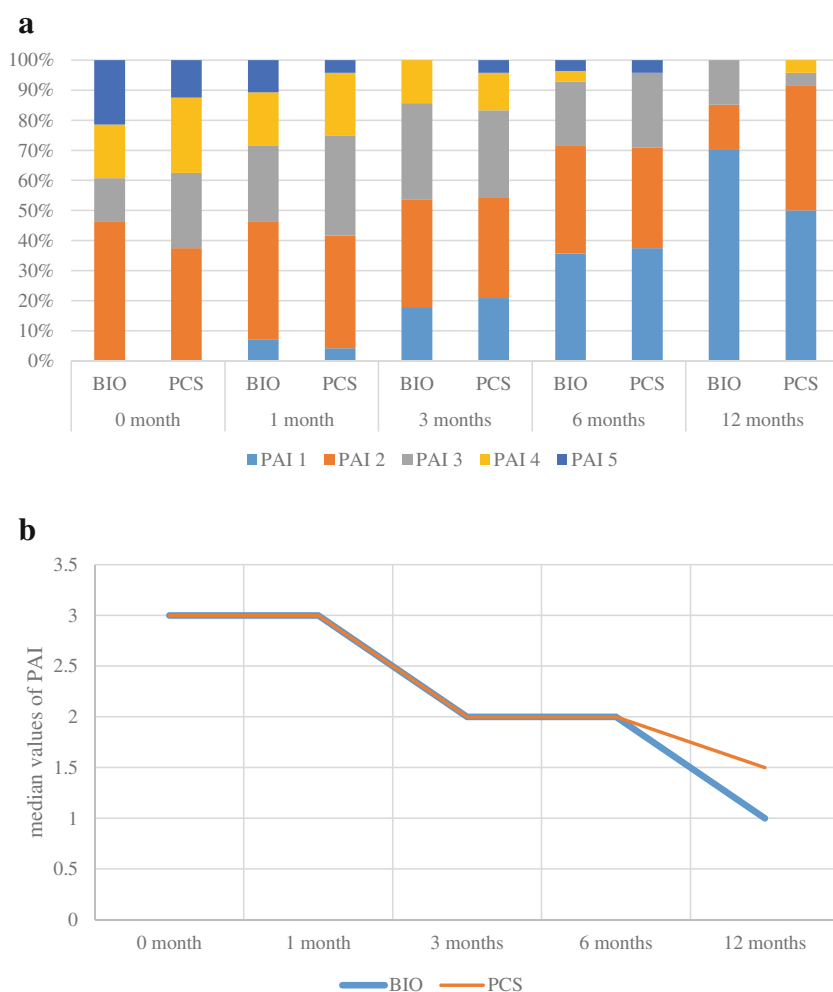 a
100%
90%
80%
70%
60%
50%
40%
30%
20%
10%
0%
BIO PCS BIO PCS BIO PCS BIO PCS BIO PCS
0 month 1 month 3 months 6 months 12 months
PAI 1 PAI 2 PAI 3 PAI 4 PAI 5
b
median values of PAI
3.5
3
2.5
2
1.5
1
0.5
0
0 month 1 month 3 months 6 months 12 months
BIO PCS